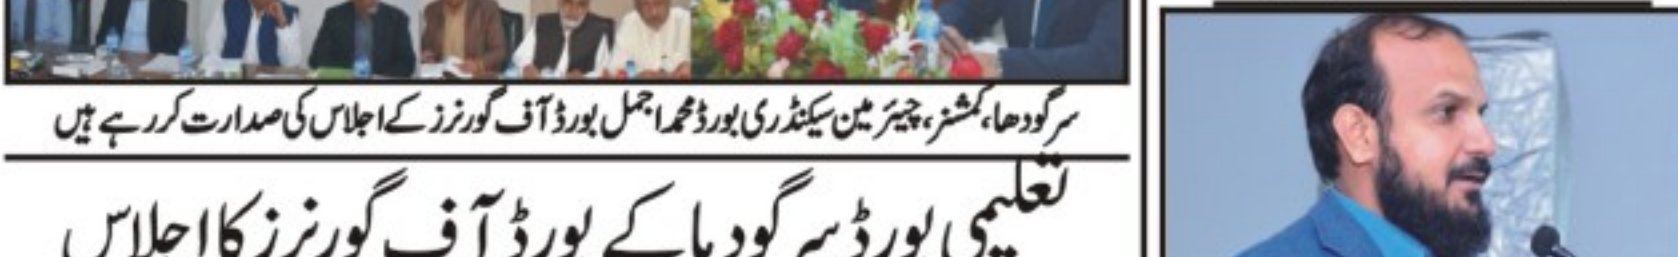 سرگودھا، کمشنر، چیئرمین سیکنڈری بورڈ محمد اجمل بورڈ آف گورنرز کے اجلاس کی صدارت کر رہے ہیں
تعلیمی بورڈ سرگودہا کے بورڈ آف گورنرز کا اجلاس